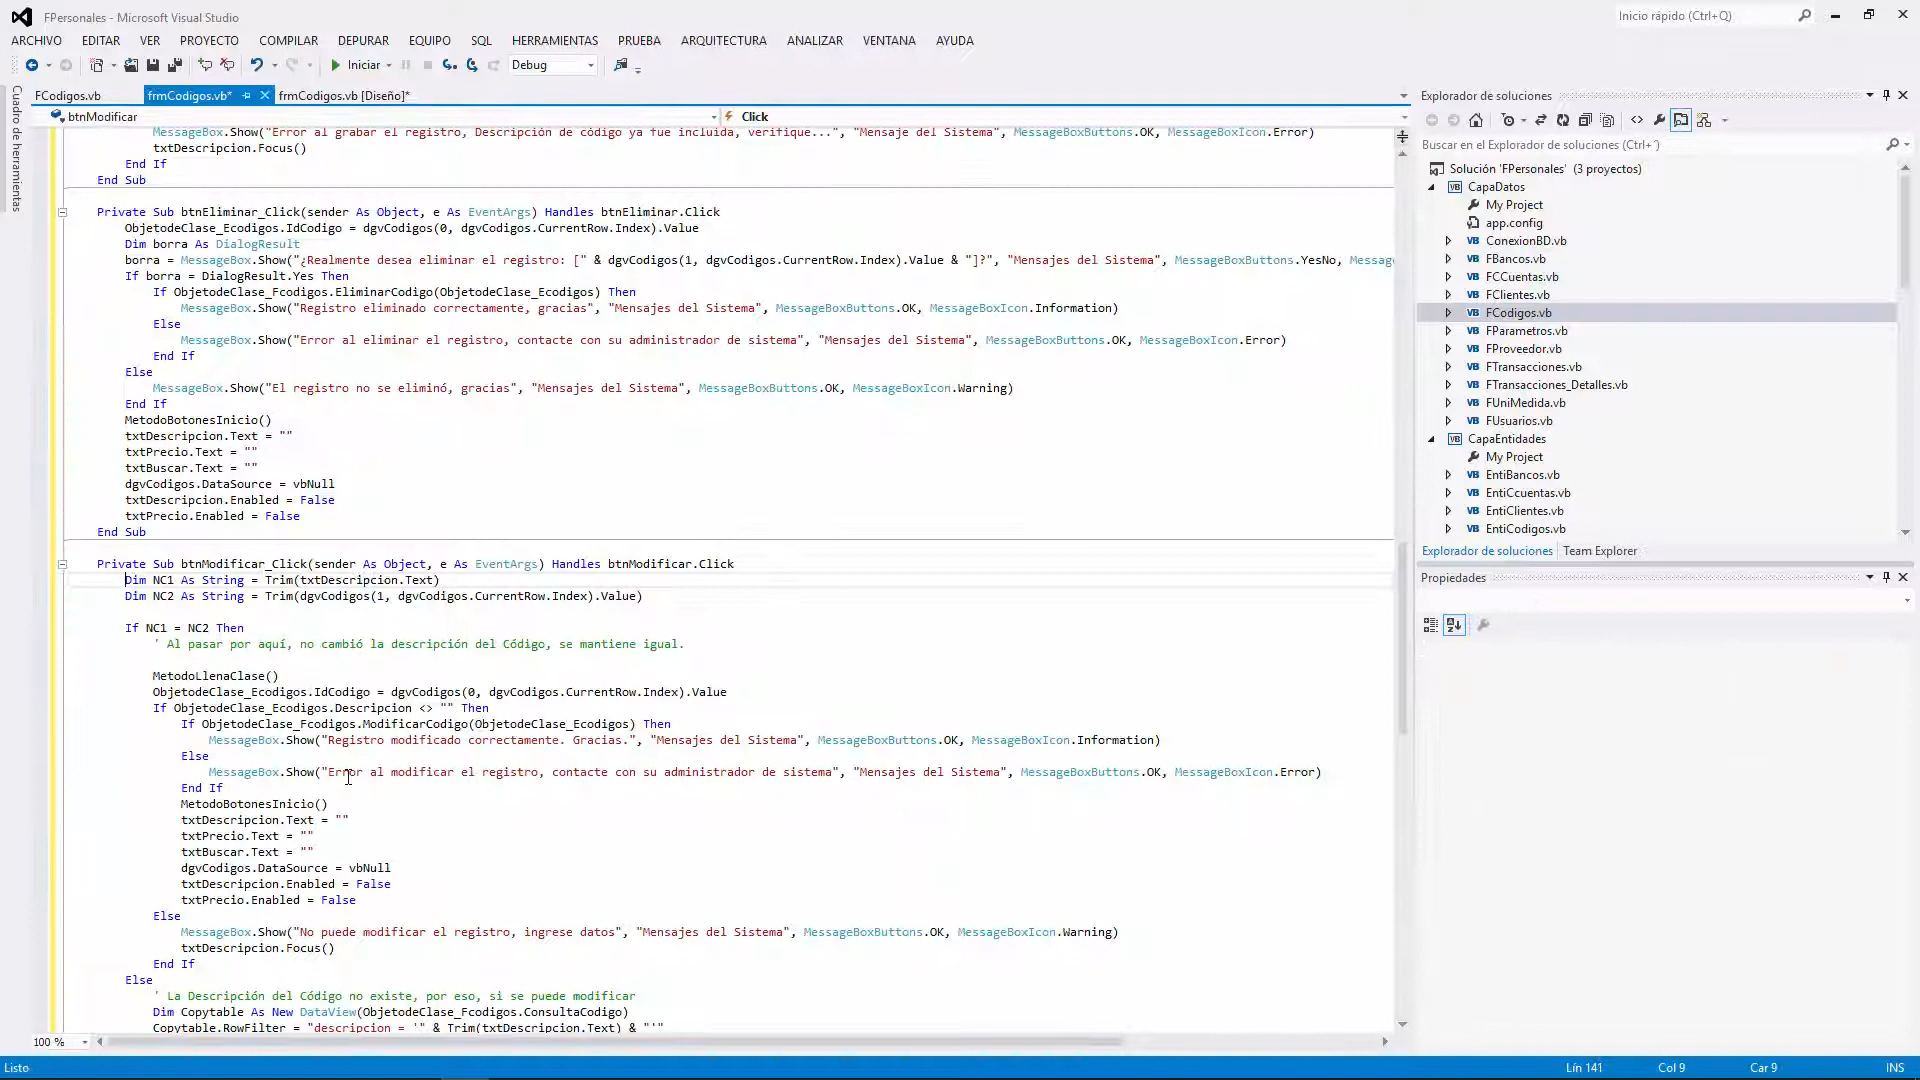 FPersonales - Microsoft Visual Studio
Inicio rápido (Ctrl+Q)
ARCHIVO EDITAR VER PROYECTO COMPILAR DEPURAR EQUIPO SQL HERRAMIENTAS PRUEBA ARQUITECTURA ANALIZAR VENTANA AYUDA
Iniciar Debug
Cuadro de herramientas
FCodigos.vb frmCodigos.vb* frmCodigos.vb [Diseño]*
btnModificar Click
MessageBox.Show("Error al grabar el registro, Descripción de código ya fue incluida, verifique...", "Mensaje del Sistema", MessageBoxButtons.OK, MessageBoxIcon.Error)
txtDescripcion.Focus()
End If
End Sub
Private Sub btnEliminar_Click(sender As Object, e As EventArgs) Handles btnEliminar.Click
ObjetodeClase_Ecodigos.IdCodigo = dgvCodigos(0, dgvCodigos.CurrentRow.Index).Value
Dim borra As DialogResult
borra = MessageBox.Show("¿Realmente desea eliminar el registro: [" & dgvCodigos(1, dgvCodigos.CurrentRow.Index).Value & "]?", "Mensajes del Sistema", MessageBoxButtons.YesNo, Messag
If borra = DialogResult.Yes Then
If ObjetodeClase_Fcodigos.EliminarCodigo(ObjetodeClase_Ecodigos) Then
MessageBox.Show("Registro eliminado correctamente, gracias", "Mensajes del Sistema", MessageBoxButtons.OK, MessageBoxIcon.Information)
Else
MessageBox.Show("Error al eliminar el registro, contacte con su administrador de sistema", "Mensajes del Sistema", MessageBoxButtons.OK, MessageBoxIcon.Error)
End If
Else
MessageBox.Show("El registro no se eliminó, gracias", "Mensajes del Sistema", MessageBoxButtons.OK, MessageBoxIcon.Warning)
End If
MetodoBotonesInicio()
txtDescripcion.Text = ""
txtPrecio.Text = ""
txtBuscar.Text = ""
dgvCodigos.DataSource = vbNull
txtDescripcion.Enabled = False
txtPrecio.Enabled = False
End Sub
Private Sub btnModificar_Click(sender As Object, e As EventArgs) Handles btnModificar.Click
Dim NC1 As String = Trim(txtDescripcion.Text)
Dim NC2 As String = Trim(dgvCodigos(1, dgvCodigos.CurrentRow.Index).Value)
If NC1 = NC2 Then
' Al pasar por aquí, no cambió la descripción del Código, se mantiene igual.
MetodoLlenaClase()
ObjetodeClase_Ecodigos.IdCodigo = dgvCodigos(0, dgvCodigos.CurrentRow.Index).Value
If ObjetodeClase_Ecodigos.Descripcion <> "" Then
If ObjetodeClase_Fcodigos.ModificarCodigo(ObjetodeClase_Ecodigos) Then
MessageBox.Show("Registro modificado correctamente. Gracias.", "Mensajes del Sistema", MessageBoxButtons.OK, MessageBoxIcon.Information)
Else
MessageBox.Show("Error al modificar el registro, contacte con su administrador de sistema", "Mensajes del Sistema", MessageBoxButtons.OK, MessageBoxIcon.Error)
End If
MetodoBotonesInicio()
txtDescripcion.Text = ""
txtPrecio.Text = ""
txtBuscar.Text = ""
dgvCodigos.DataSource = vbNull
txtDescripcion.Enabled = False
txtPrecio.Enabled = False
Else
MessageBox.Show("No puede modificar el registro, ingrese datos", "Mensajes del Sistema", MessageBoxButtons.OK, MessageBoxIcon.Warning)
txtDescripcion.Focus()
End If
Else
' La Descripción del Código no existe, por eso, si se puede modificar
Dim Copytable As New DataView(ObjetodeClase_Fcodigos.ConsultaCodigo)
Copytable.RowFilter = "descripcion = '" & Trim(txtDescripcion.Text) & "'"
100 %
Explorador de soluciones
Buscar en el Explorador de soluciones (Ctrl+´)
Solución 'FPersonales' (3 proyectos)
CapaDatos
My Project
app.config
ConexionBD.vb
FBancos.vb
FCCuentas.vb
FClientes.vb
FCodigos.vb
FParametros.vb
FProveedor.vb
FTransacciones.vb
FTransacciones_Detalles.vb
FUniMedida.vb
FUsuarios.vb
CapaEntidades
My Project
EntiBancos.vb
EntiCcuentas.vb
EntiClientes.vb
EntiCodigos.vb
Explorador de soluciones Team Explorer
Propiedades
Listo Lín 141 Col 9 Car 9 INS